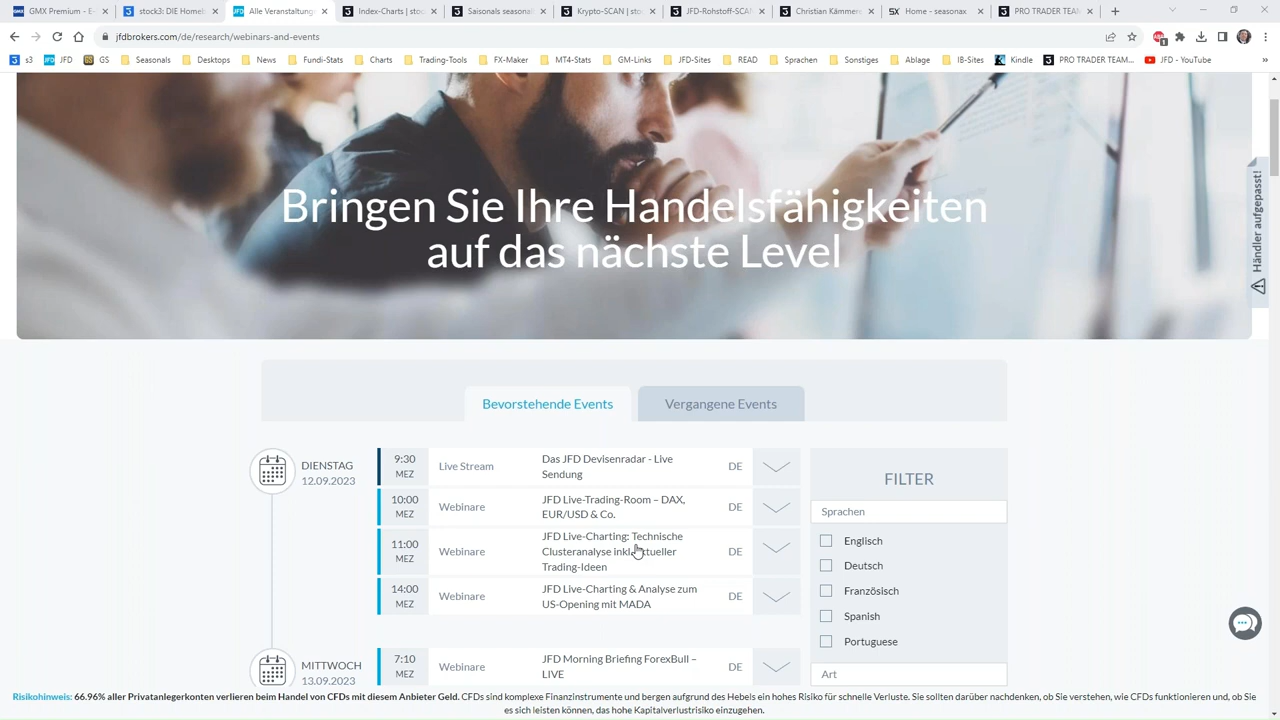 GMX Premium - E-
stock3: DIE Homeb
Alle Veranstaltung
Index-Charts | stoc
Saisonals seasonal
Krypto-SCAN | sto
JFD-Rohstoff-SCAN
Christian Kämmere
Home - seasonax
PRO TRADER TEAM
jfdbrokers.com/de/research/webinars-and-events
s3
JFD
GS
Seasonals
Desktops
News
Fundi-Stats
Charts
Trading-Tools
FX-Maker
MT4-Stats
GM-Links
JFD-Sites
READ
Sprachen
Sonstiges
Ablage
IB-Sites
Kindle
PRO TRADER TEAM...
JFD - YouTube
Bringen Sie Ihre Handelsfähigkeiten
auf das nächste Level
Händler aufgepasst!
Bevorstehende Events
Vergangene Events
DIENSTAG
12.09.2023
9:30
MEZ
Live Stream
Das JFD Devisenradar - Live
Sendung
DE
10:00
MEZ
Webinare
JFD Live-Trading-Room – DAX,
EUR/USD & Co.
DE
11:00
MEZ
Webinare
JFD Live-Charting: Technische
Clusteranalyse inkl. aktueller
Trading-Ideen
DE
14:00
MEZ
Webinare
JFD Live-Charting & Analyse zum
US-Opening mit MADA
DE
MITTWOCH
13.09.2023
7:10
MEZ
Webinare
JFD Morning Briefing ForexBull –
LIVE
DE
FILTER
Sprachen
Englisch
Deutsch
Französisch
Spanish
Portuguese
Art
Risikohinweis: 66.96% aller Privatanlegerkonten verlieren beim Handel von CFDs mit diesem Anbieter Geld. CFDs sind komplexe Finanzinstrumente und bergen aufgrund des Hebels ein hohes Risiko für schnelle Verluste. Sie sollten darüber nachdenken, ob Sie verstehen, wie CFDs funktionieren und, ob Sie
es sich leisten können, das hohe Kapitalverlustrisiko einzugehen.